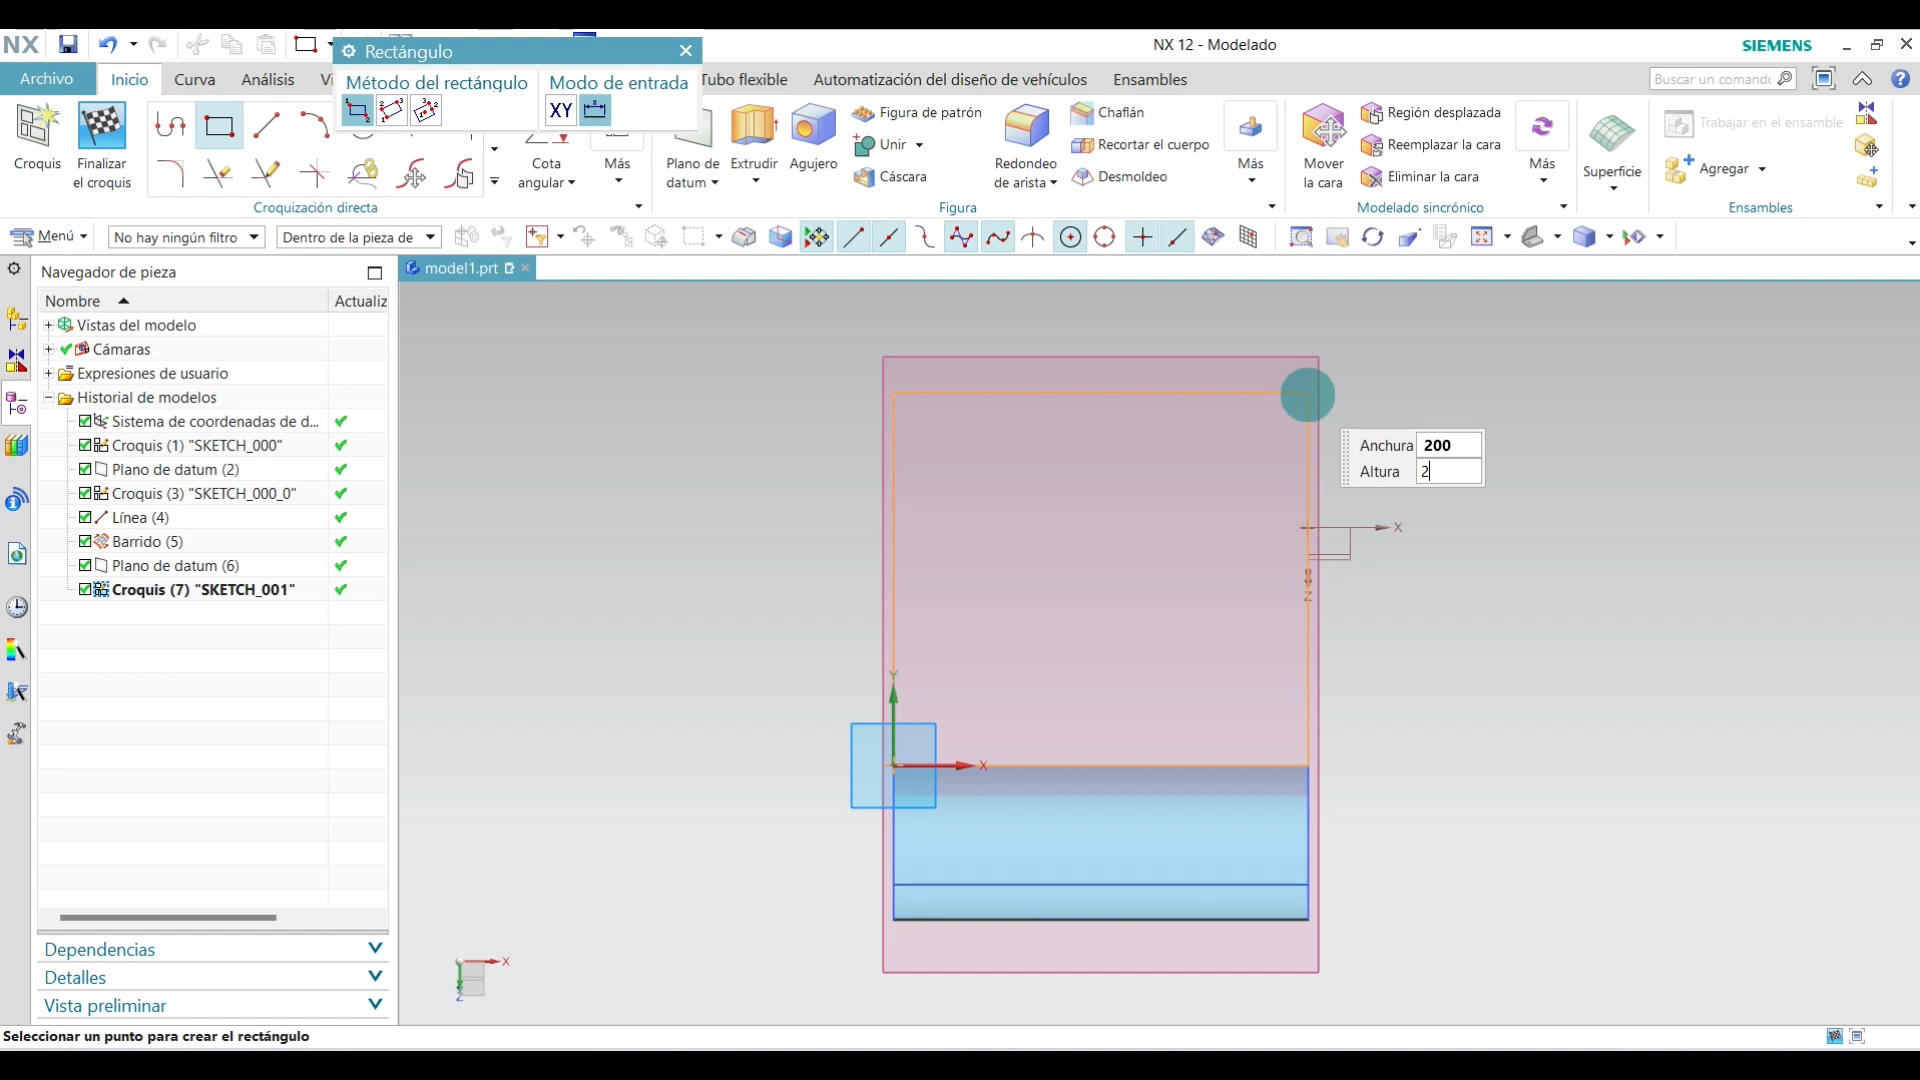 NX
NX 12 - Modelado
SIEMENS
Rectángulo
Archivo
Inicio
Curva
Análisis
Método del rectángulo
Modo de entrada
XY
Tubo flexible
Automatización del diseño de vehículos
Ensambles
Buscar un comando
Croquis
Finalizar
el croquis
Croquización directa
Cota
angular
Más
Plano de
datum
Extrudir
Agujero
Figura de patrón
Unir
Cáscara
Redondeo
de arista
Chaflán
Recortar el cuerpo
Desmoldeo
Más
Figura
Mover
la cara
Región desplazada
Reemplazar la cara
Eliminar la cara
Más
Modelado sincrónico
Superficie
Trabajar en el ensamble
Agregar
Ensambles
Menú
No hay ningún filtro
Dentro de la pieza de
Navegador de pieza
model1.prt
Nombre
Actualiz
Vistas del modelo
Cámaras
Expresiones de usuario
Historial de modelos
Sistema de coordenadas de d...
Croquis (1) "SKETCH_000"
Plano de datum (2)
Croquis (3) "SKETCH_000_0"
Línea (4)
Barrido (5)
Plano de datum (6)
Croquis (7) "SKETCH_001"
Dependencias
Detalles
Vista preliminar
Anchura 200
Altura 2
X
Z
Y
X
X
Z
Seleccionar un punto para crear el rectángulo